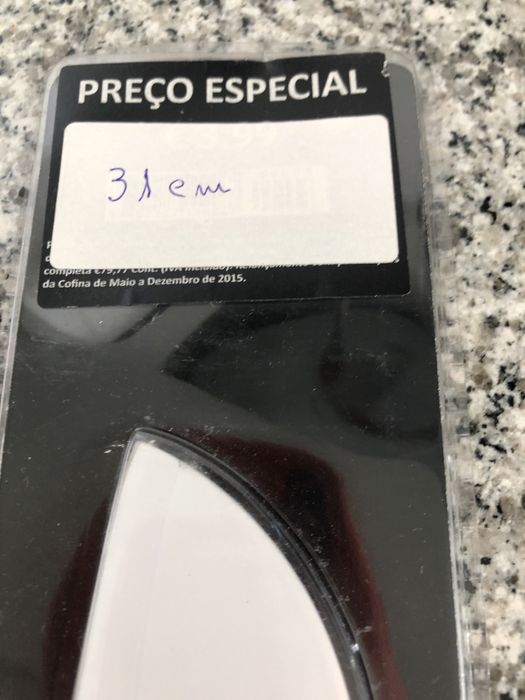 PREÇO ESPECIAL
31 cm
completa €79,77 Cont. (IVA incluído).
da Cofina de Maio a Dezembro de 2015.